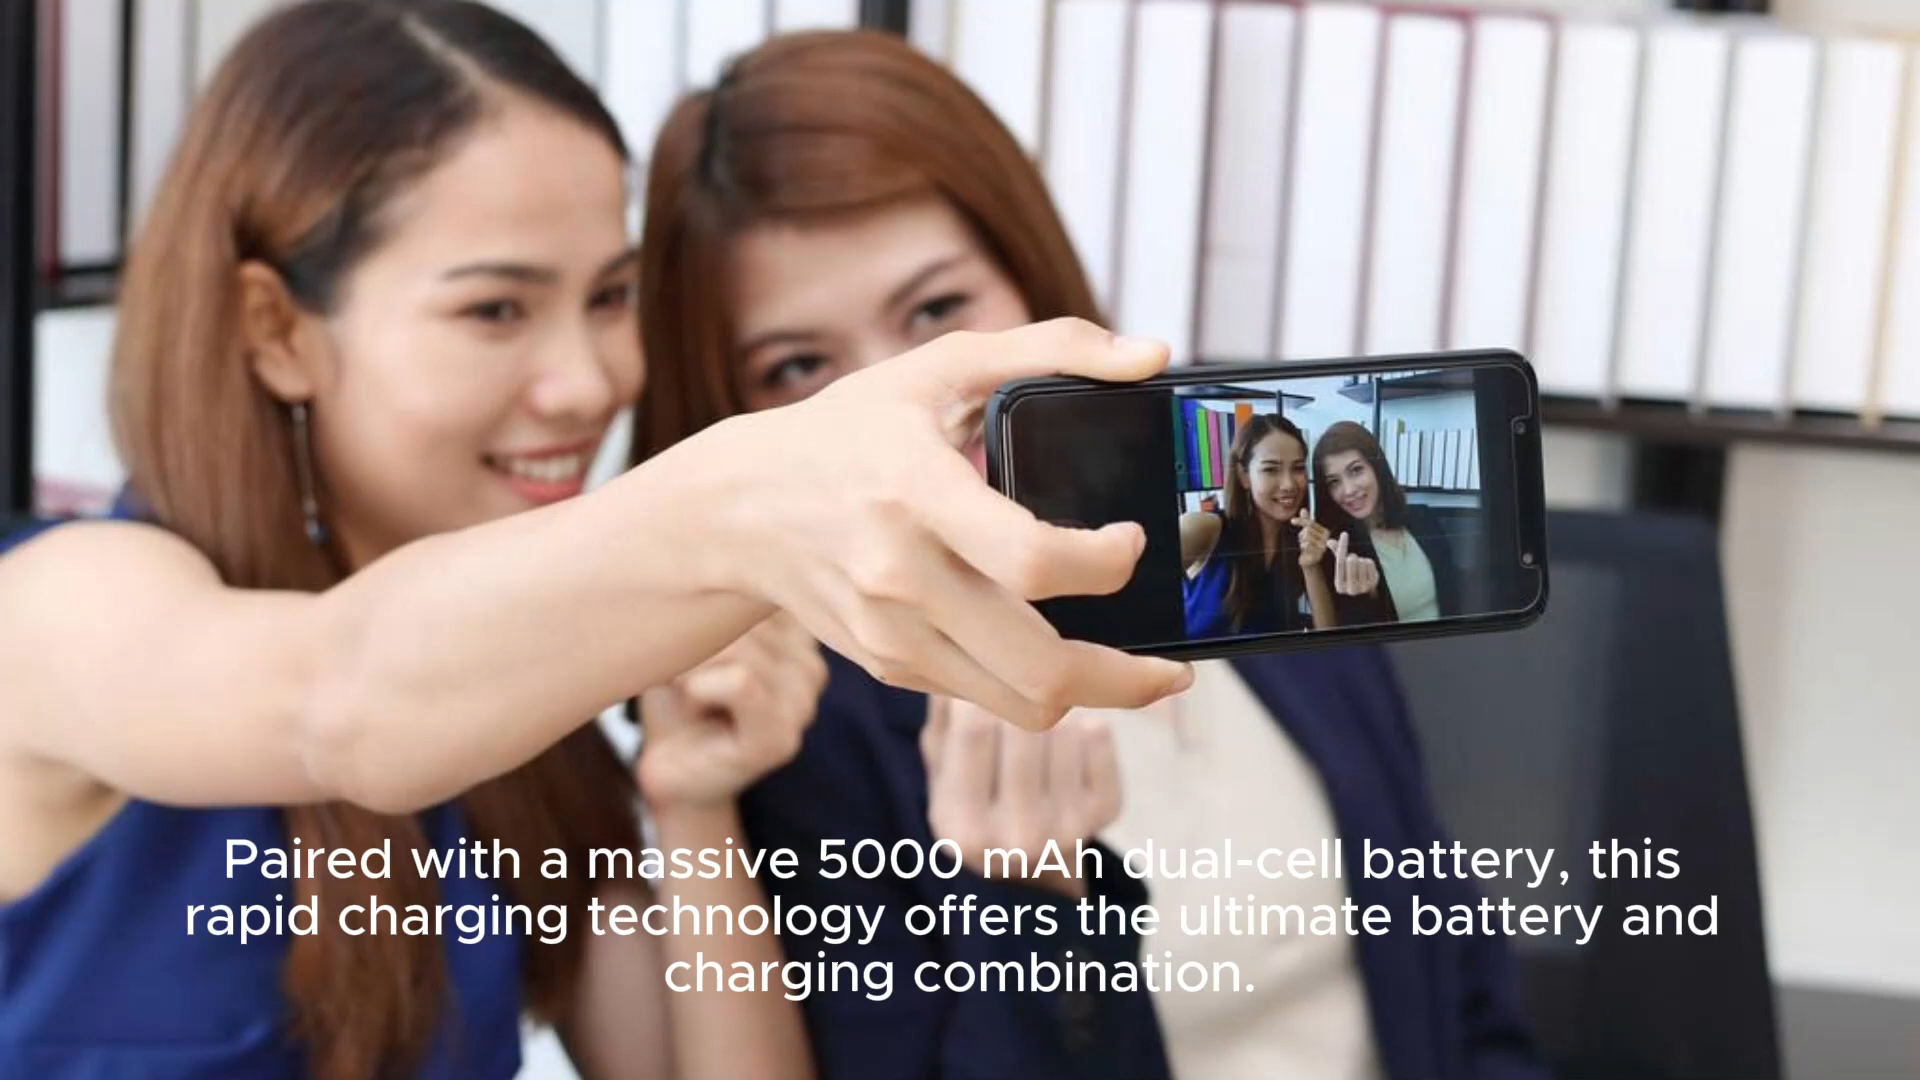 Paired with a massive 5000 mAh dual-cell battery, this
rapid charging technology offers the ultimate battery and
charging combination.